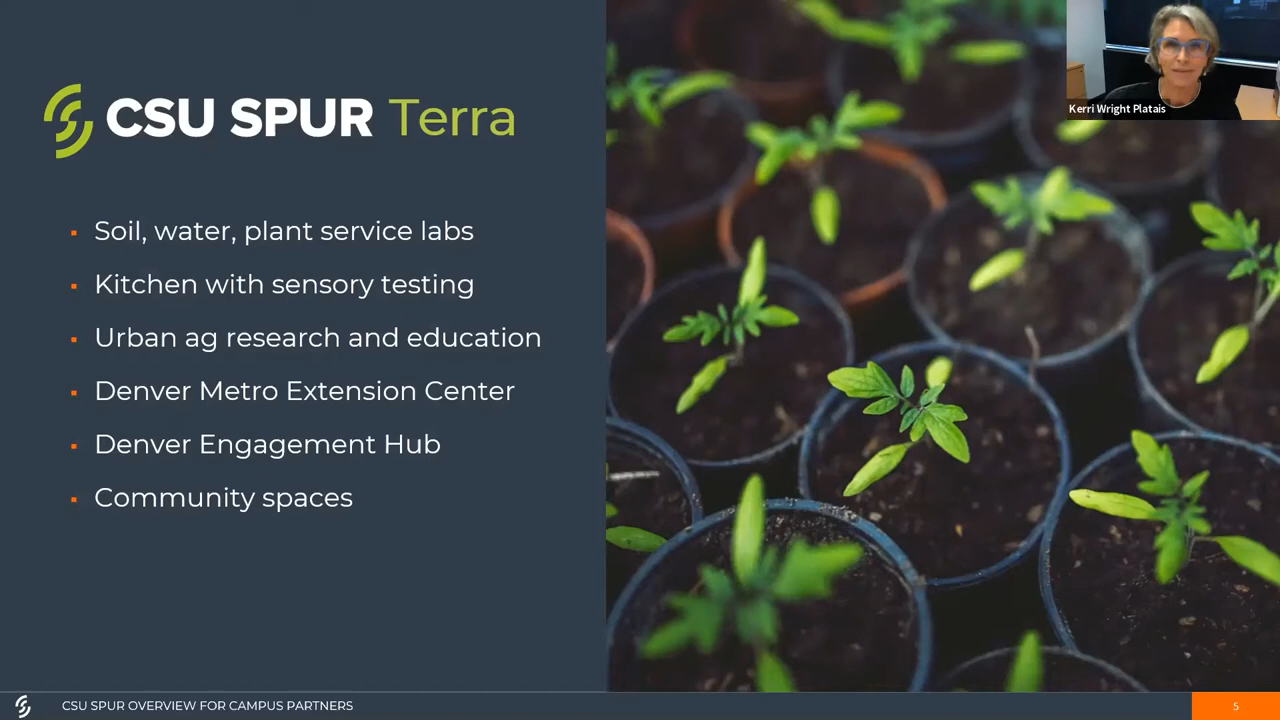 CSU SPUR Terra
Kerri Wright Platais
Soil, water, plant service labs
Kitchen with sensory testing
Urban ag research and education
Denver Metro Extension Center
Denver Engagement Hub
Community spaces
CSU SPUR OVERVIEW FOR CAMPUS PARTNERS
5